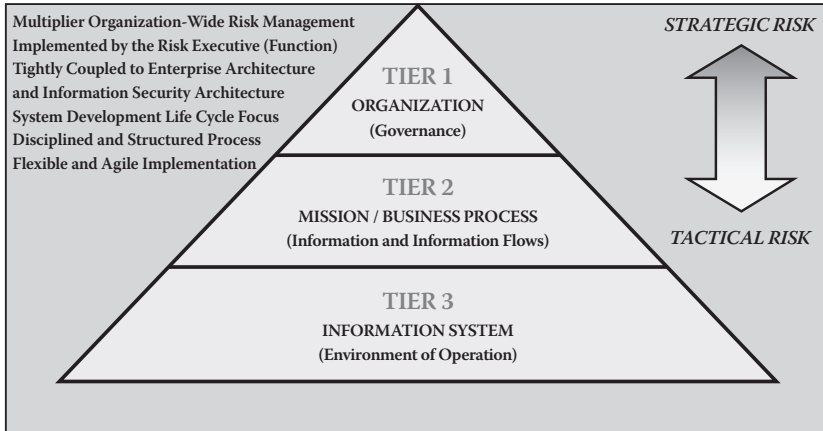 Multiplier Organization-Wide Risk Management
Implemented by the Risk Executive (Function)
Tightly Coupled to Enterprise Architecture
and Information Security Architecture
System Development Life Cycle Focus
Disciplined and Structured Process
Flexible and Agile Implementation
STRATEGIC RISK
TIER 1
ORGANIZATION
(Governance)
TIER 2
MISSION / BUSINESS PROCESS
(Information and Information Flows)
TACTICAL RISK
TIER 3
INFORMATION SYSTEM
(Environment of Operation)